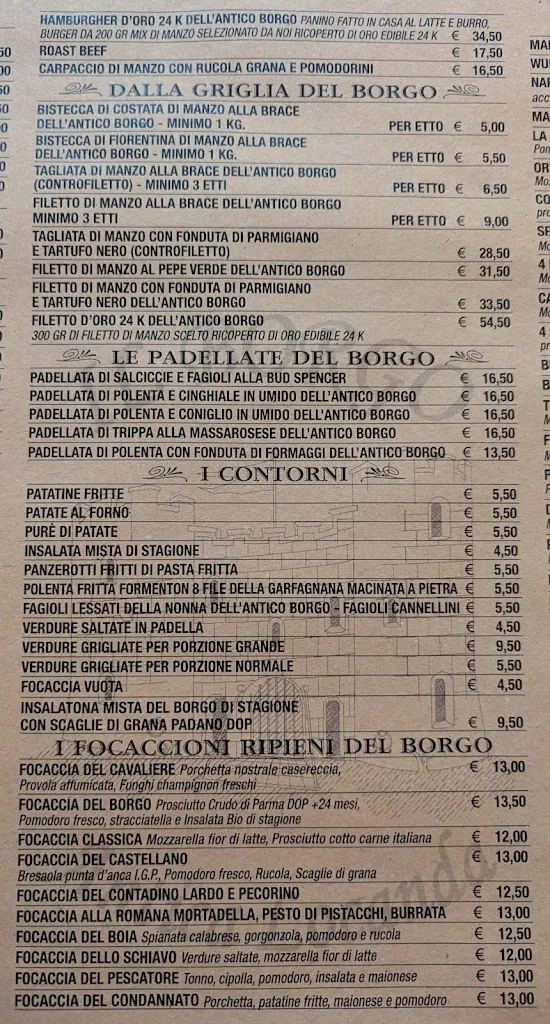 HAMBURGHER D'ORO 24 K DELL'ANTICO BORGO PANINO FATTO IN CASA AL LATTE E BURRO,
BURGER DA 200 GR MIX DI MANZO SELEZIONATO DA NOI RICOPERTO DI ORO EDIBILE 24 K € 34,50
ROAST BEEF € 17,50
CARPACCIO DI MANZO CON RUCOLA GRANA E POMODORINI € 16,50
DALLA GRIGLIA DEL BORGO
BISTECCA DI COSTATA DI MANZO ALLA BRACE
DELL'ANTICO BORGO - MINIMO 1 KG. PER ETTO € 5,00
BISTECCA DI FIORENTINA DI MANZO ALLA BRACE
DELL'ANTICO BORGO - MINIMO 1 KG. PER ETTO € 5,50
TAGLIATA DI MANZO ALLA BRACE DELL'ANTICO BORGO
(CONTROFILETTO) - MINIMO 3 ETTI PER ETTO € 6,50
FILETTO DI MANZO ALLA BRACE DELL'ANTICO BORGO
MINIMO 3 ETTI PER ETTO € 9,00
TAGLIATA DI MANZO CON FONDUTA DI PARMIGIANO
E TARTUFO NERO (CONTROFILETTO) € 28,50
FILETTO DI MANZO AL PEPE VERDE DELL'ANTICO BORGO € 31,50
FILETTO DI MANZO CON FONDUTA DI PARMIGIANO
E TARTUFO NERO DELL'ANTICO BORGO € 33,50
FILETTO D'ORO 24 K DELL'ANTICO BORGO € 54,50
300 GR DI FILETTO DI MANZO SCELTO RICOPERTO DI ORO EDIBILE 24 K
LE PADELLATE DEL BORGO
PADELLATA DI SALCICCIE E FAGIOLI ALLA BUD SPENCER € 16,50
PADELLATA DI POLENTA E CINGHIALE IN UMIDO DELL'ANTICO BORGO € 16,50
PADELLATA DI POLENTA E CONIGLIO IN UMIDO DELL'ANTICO BORGO € 16,50
PADELLATA DI TRIPPA ALLA MASSAROSESE DELL'ANTICO BORGO € 16,50
PADELLATA DI POLENTA CON FONDUTA DI FORMAGGI DELL'ANTICO BORGO € 13,50
I CONTORNI
PATATINE FRITTE € 5,50
PATATE AL FORNO € 5,50
PURÈ DI PATATE € 5,50
INSALATA MISTA DI STAGIONE € 4,50
PANZEROTTI FRITTI DI PASTA FRITTA € 5,50
POLENTA FRITTA FORMENTON 8 FILE DELLA GARFAGNANA MACINATA A PIETRA € 5,50
FAGIOLI LESSATI DELLA NONNA DELL'ANTICO BORGO - FAGIOLI CANNELLINI € 5,50
VERDURE SALTATE IN PADELLA € 4,50
VERDURE GRIGLIATE PER PORZIONE GRANDE € 9,50
VERDURE GRIGLIATE PER PORZIONE NORMALE € 5,50
FOCACCIA VUOTA € 4,50
INSALATONA MISTA DEL BORGO DI STAGIONE
CON SCAGLIE DI GRANA PADANO DOP € 9,50
I FOCACCIONI RIPIENI DEL BORGO
FOCACCIA DEL CAVALIERE Porchetta nostrale casereccia, € 13,00
Provola affumicata, Funghi champignon freschi
FOCACCIA DEL BORGO Prosciutto Crudo di Parma DOP +24 mesi, € 13,50
Pomodoro fresco, stracciatella e Insalata Bio di stagione
FOCACCIA CLASSICA Mozzarella fior di latte, Prosciutto cotto carne italiana € 12,00
FOCACCIA DEL CASTELLANO € 13,00
Bresaola punta d'anca I.G.P., Pomodoro fresco, Rucola, Scaglie di grana
FOCACCIA DEL CONTADINO LARDO E PECORINO € 12,50
FOCACCIA ALLA ROMANA MORTADELLA, PESTO DI PISTACCHI, BURRATA € 13,00
FOCACCIA DEL BOIA Spianata calabrese, gorgonzola, pomodoro e rucola € 12,50
FOCACCIA DELLO SCHIAVO Verdure saltate, mozzarella fior di latte € 12,00
FOCACCIA DEL PESCATORE Tonno, cipolla, pomodoro, insalata e maionese € 13,00
FOCACCIA DEL CONDANNATO Porchetta, patatine fritte, maionese e pomodoro € 13,00